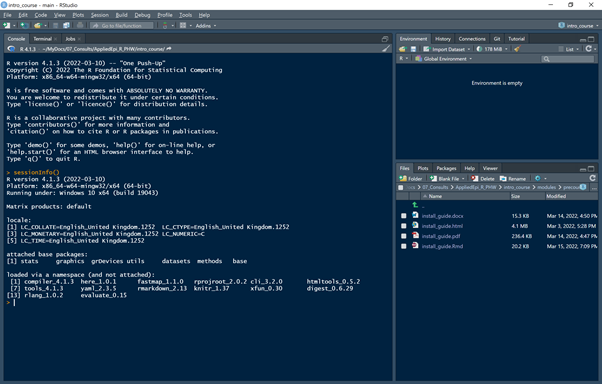 intro_course - main - RStudio
File Edit Code View Plots Session Build Debug Profile Tools Help
Go to file/function
Addins
intro_course
Console Terminal Jobs
R 4.1.3 · ~/MyDocs/07_Consults/AppliedEpi_R_PHW/intro_course/
R version 4.1.3 (2022-03-10) -- "One Push-Up"
Copyright (C) 2022 The R Foundation for Statistical Computing
Platform: x86_64-w64-mingw32/x64 (64-bit)
R is free software and comes with ABSOLUTELY NO WARRANTY.
You are welcome to redistribute it under certain conditions.
Type 'license()' or 'licence()' for distribution details.
R is a collaborative project with many contributors.
Type 'contributors()' for more information and
'citation()' on how to cite R or R packages in publications.
Type 'demo()' for some demos, 'help()' for on-line help, or
'help.start()' for an HTML browser interface to help.
Type 'q()' to quit R.
> sessionInfo()
R version 4.1.3 (2022-03-10)
Platform: x86_64-w64-mingw32/x64 (64-bit)
Running under: Windows 10 x64 (build 19043)
Matrix products: default
locale:
[1] LC_COLLATE=English_United Kingdom.1252 LC_CTYPE=English_United Kingdom.1252
[3] LC_MONETARY=English_United Kingdom.1252 LC_NUMERIC=C
[5] LC_TIME=English_United Kingdom.1252
attached base packages:
[1] stats graphics grDevices utils datasets methods base
loaded via a namespace (and not attached):
[1] compiler_4.1.3 here_1.0.1 fastmap_1.1.0 rprojroot_2.0.2 cli_3.2.0 htmltools_0.5.2
[7] tools_4.1.3 yaml_2.3.5 rmarkdown_2.13 knitr_1.37 xfun_0.30 digest_0.6.29
[13] rlang_1.0.2 evaluate_0.15
>
Environment History Connections Git Tutorial
Import Dataset 178 MiB List
R Global Environment
Environment is empty
Files Plots Packages Help Viewer
Folder Blank File Delete Rename
07_Consults AppliedEpi_R_PHW intro_course modules precour
Name Size Modified
..
install_guide.docx 15.3 KB Mar 14, 2022, 4:50 PM
install_guide.html 4.1 MB Mar 3, 2022, 5:28 PM
install_guide.pdf 236.4 KB Mar 14, 2022, 4:47 PM
install_guide.Rmd 20.2 KB Mar 15, 2022, 7:09 PM